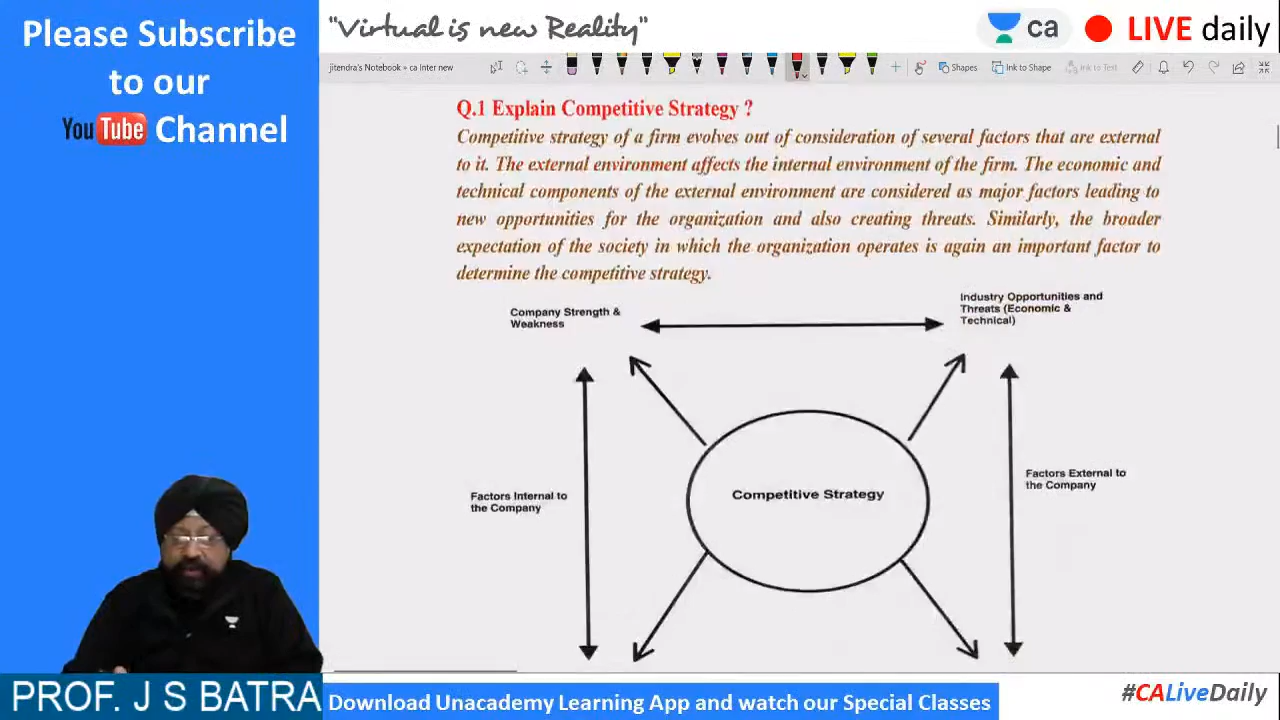 Please Subscribe
to our
YouTube Channel
"Virtual is new Reality"
ca
LIVE daily
jitendra's Notebook > ca Inter new
Shapes
Ink to Shape
Ink to Text
Q.1 Explain Competitive Strategy ?
Competitive strategy of a firm evolves out of consideration of several factors that are external
to it. The external environment affects the internal environment of the firm. The economic and
technical components of the external environment are considered as major factors leading to
new opportunities for the organization and also creating threats. Similarly, the broader
expectation of the society in which the organization operates is again an important factor to
determine the competitive strategy.
Company Strength &
Weakness
Industry Opportunities and
Threats (Economic &
Technical)
Factors Internal to
the Company
Competitive Strategy
Factors External to
the Company
PROF. J S BATRA
Download Unacademy Learning App and watch our Special Classes
#CALiveDaily